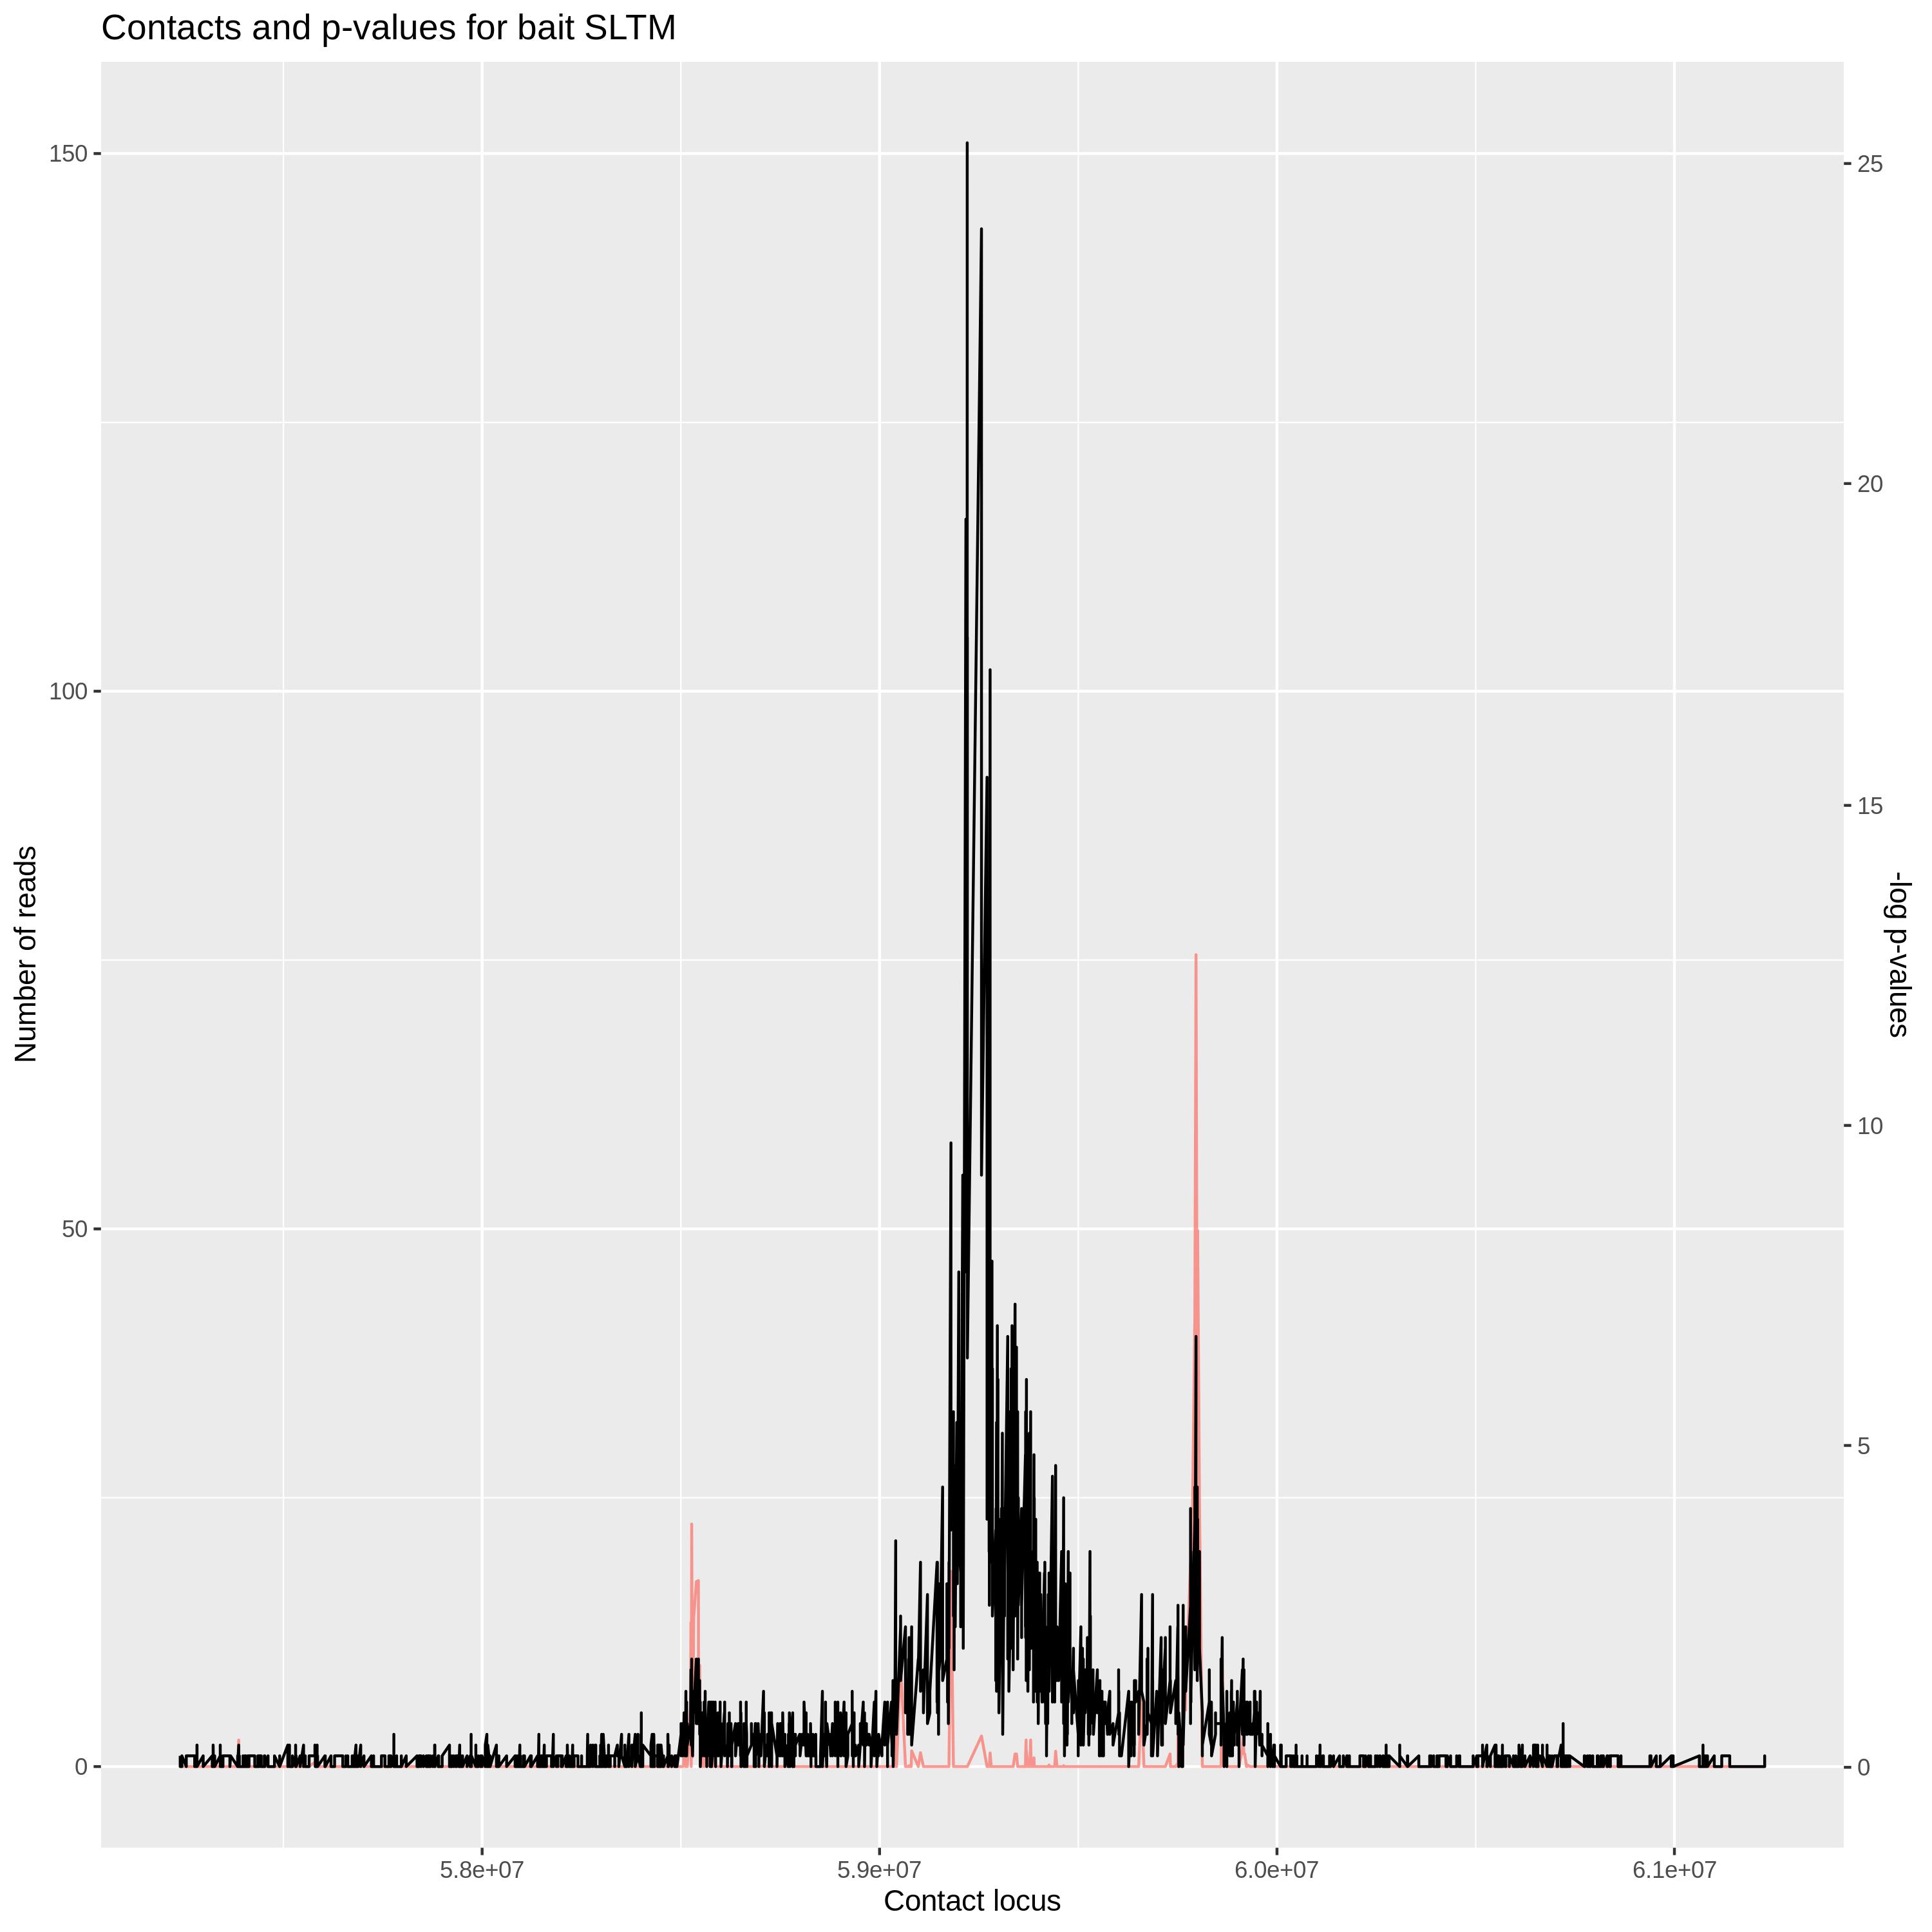 Contacts and p-values for bait SLTM
150
100
50
0
Number of reads
25
20
15
10
5
0
-log p-values
5.8e+07
5.9e+07
6.0e+07
6.1e+07
Contact locus